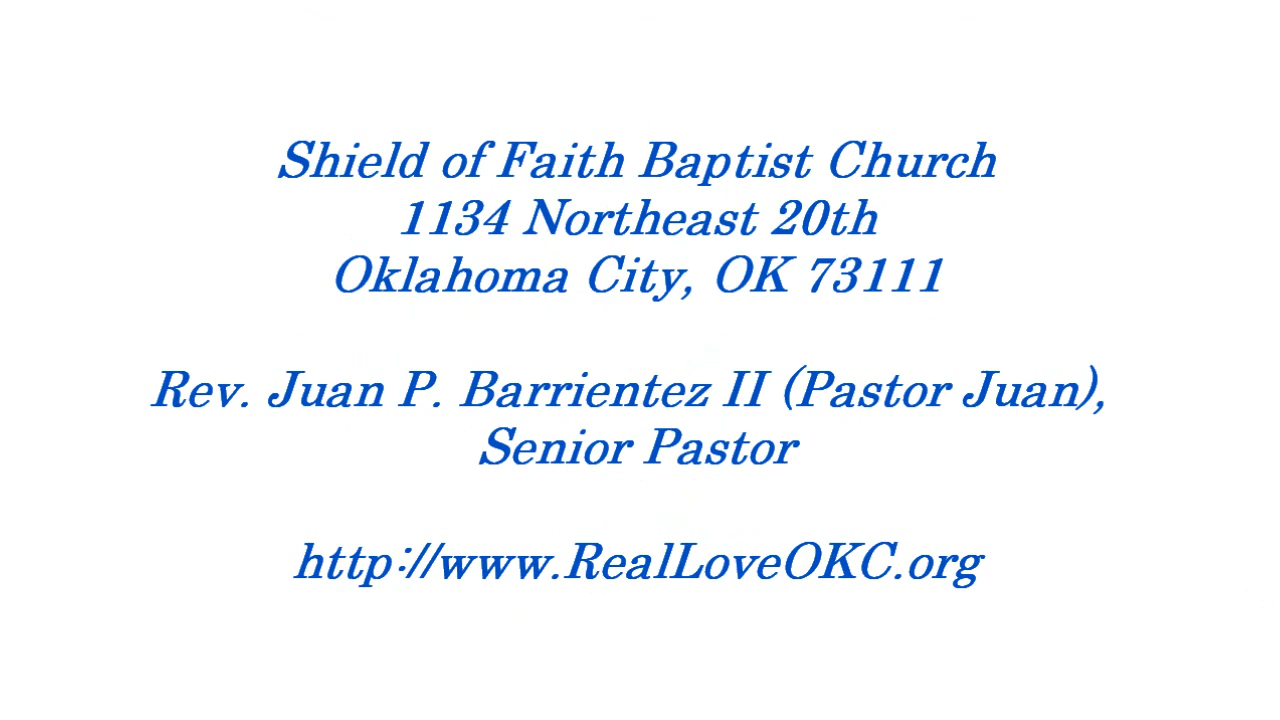 Shield of Faith Baptist Church
1134 Northeast 20th
Oklahoma City, OK 73111
Rev. Juan P. Barrientez II (Pastor Juan),
Senior Pastor
http://www.RealLoveOKC.org